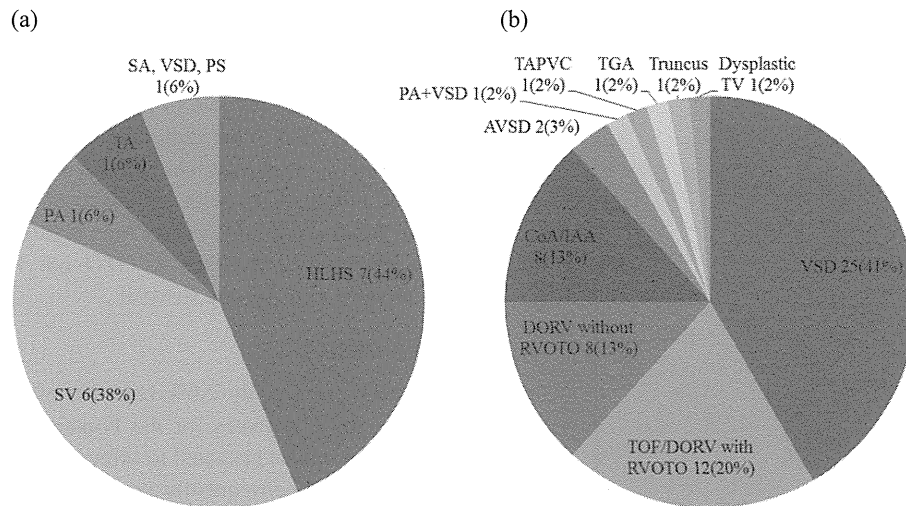 (a)
SA, VSD, PS
1(6%)
TA
1(6%)
PA 1(6%)
HLHS 7(44%)
SV 6(38%)
(b)
TAPVC
1(2%)
TGA
1(2%)
Truncus
1(2%)
Dysplastic
TV 1(2%)
PA+VSD 1(2%)
AVSD 2(3%)
CoA/IAA
8(13%)
VSD 25(41%)
DORV without
RVOTO 8(13%)
TOF/DORV with
RVOTO 12(20%)